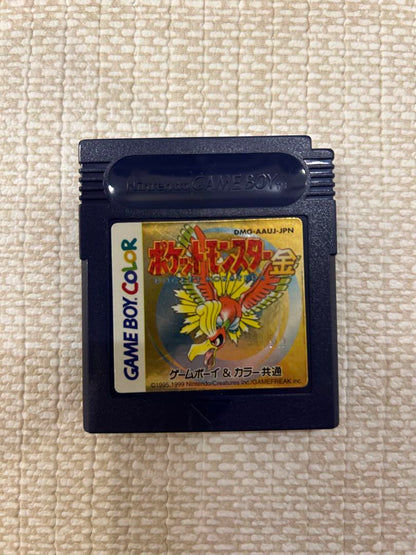 Nintendo GAME BOY
DMG-AAUJ-JPN
ポケットモンスター金
GAME BOY COLOR
ゲームボーイ & カラー共通
©1995,1999 Nintendo/Creatures inc./GAMEFREAK inc.